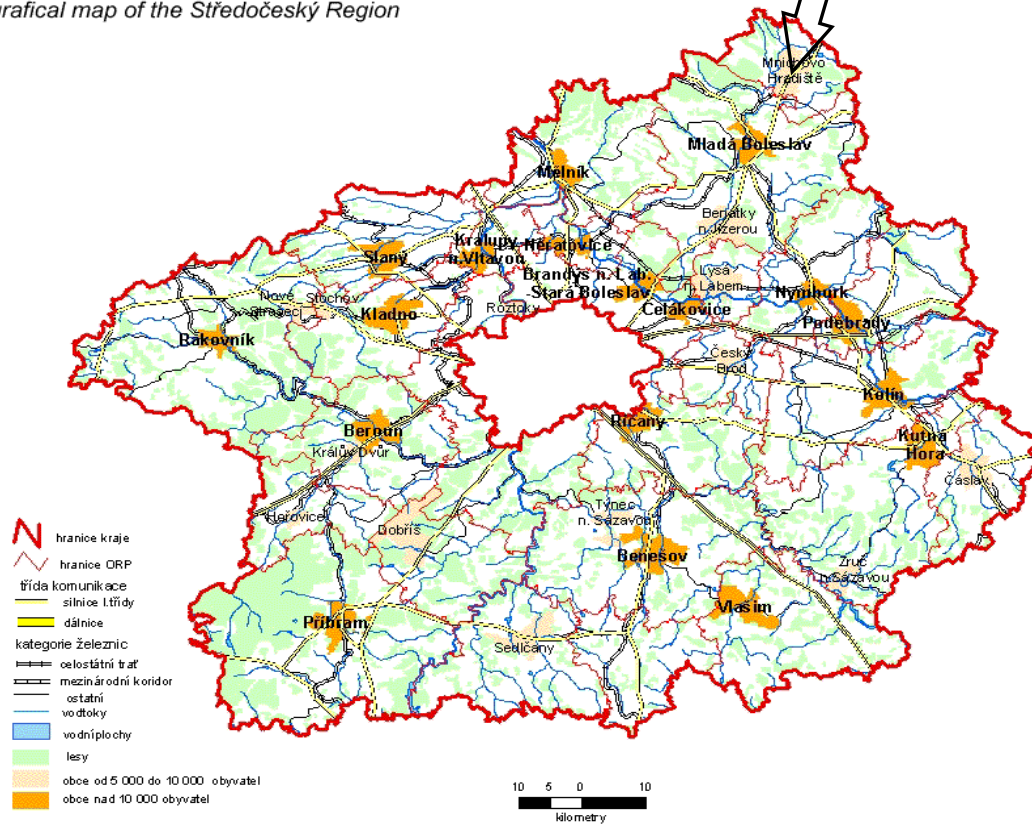 grafical map of the Středočeský Region
Mnichovo
Hradiště
Mladá Boleslav
Mělník
Benátky
n.Jizerou
Kralupy
n.Vltavou
Neratovice
Slaný
Brandýs n. Lab.
Stará Boleslav
Lysá
n.Labem
Nymburk
Čelákovice
Nové
Strašecí
Stochov
Kladno
Roztoky
Poděbrady
Rakovník
Český
Brod
Kolín
Beroun
Říčany
Kutná
Hora
Králův Dvůr
Čáslav
Hořovice
Dobříš
Týnec
n. Sázavou
Benešov
Zruč
n.Sázavou
Vlašim
Příbram
Sedlčany
hranice kraje
hranice ORP
třída komunikace
silnice I.třídy
dálnice
kategorie železnic
celostátní trať
mezinárodní koridor
ostatní
vodtoky
vodníplochy
lesy
obce od 5 000 do 10 000 obyvatel
obce nad 10 000 obyvatel
10 5 0 10
kilometry